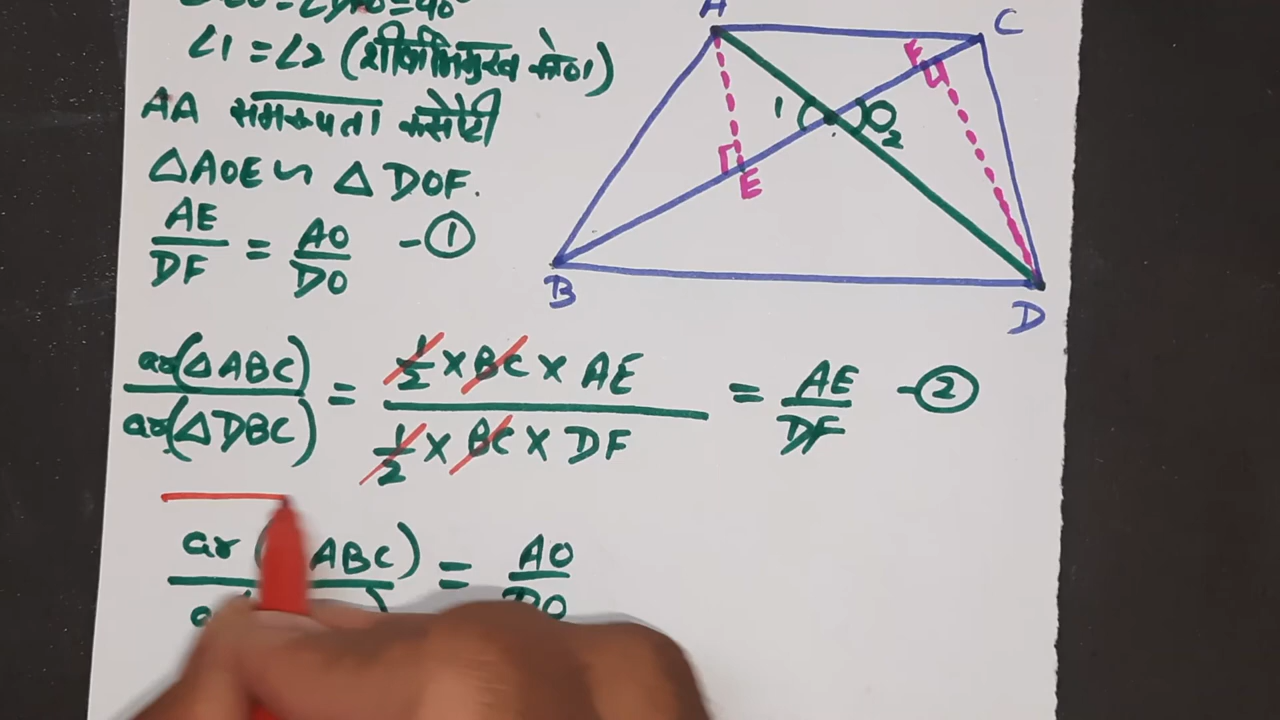 ∠1 = ∠2 (शीर्षाभिमुख कोण)
AA समरूपता कसौटी
△AOE ∽ △DOF.
AE/DF = AO/DO -①
ar(△ABC)/ar(△DBC) = ½ × BC × AE / ½ × BC × DF = AE/DF -②
ar ( ABC) = AO/DO
A
C
F
1
O
2
E
B
D